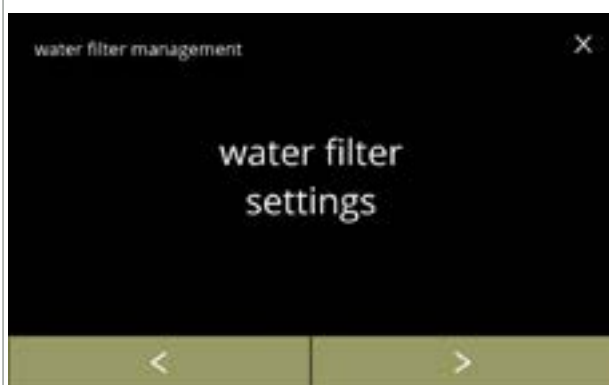 water filter management
X
water filter
settings
< >